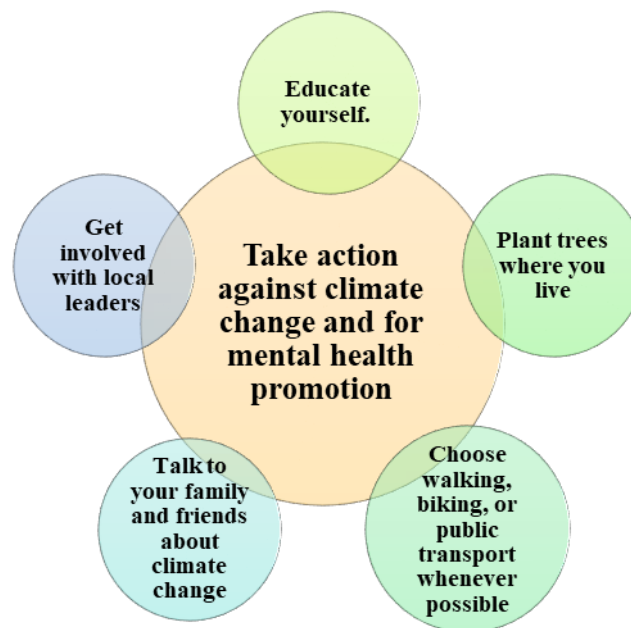 Educate
yourself.
Get
involved
with local
leaders
Take action
against climate
change and for
mental health
promotion
Plant trees
where you
live
Talk to
your family
and friends
about
climate
change
Choose
walking,
biking, or
public
transport
whenever
possible